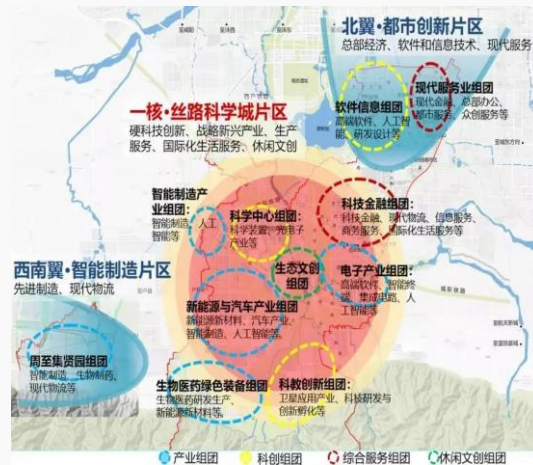 北翼·都市创新片区
总部经济、软件和信息技术、现代服务
现代服务业组团:
现代金融、总部办公、
都市服务、众创服务等
软件信息组团:
高端软件、人工智
能、研发设计等
一核·丝路科学城片区
硬科技创新、战略新兴产业、生产
服务、国际化生活服务、休闲文创
智能制造产
业组团:
智能制造、人工
智能等
科学中心组团:
科学装置、光电子
产业等
科技金融组团:
科技金融、现代物流、信息服务、
商务服务、国际化生活服务等
生态文创
组团
电子产业组团:
高端软件、智能终
端、集成电路、人
工智能等
西南翼·智能制造片区
先进制造、现代物流
新能源与汽车产业组团:
新能源新材料、汽车产业、
智能制造、人工智能等
周至集贤园组团:
智能制造、生物制药、
现代物流等
生物医药绿色装备组团:
生物医药研发生产、
新能源新材料等
科教创新组团:
卫星应用产业、科技研发与
创新孵化等
产业组团
科创组团
综合服务组团
休闲文创组团